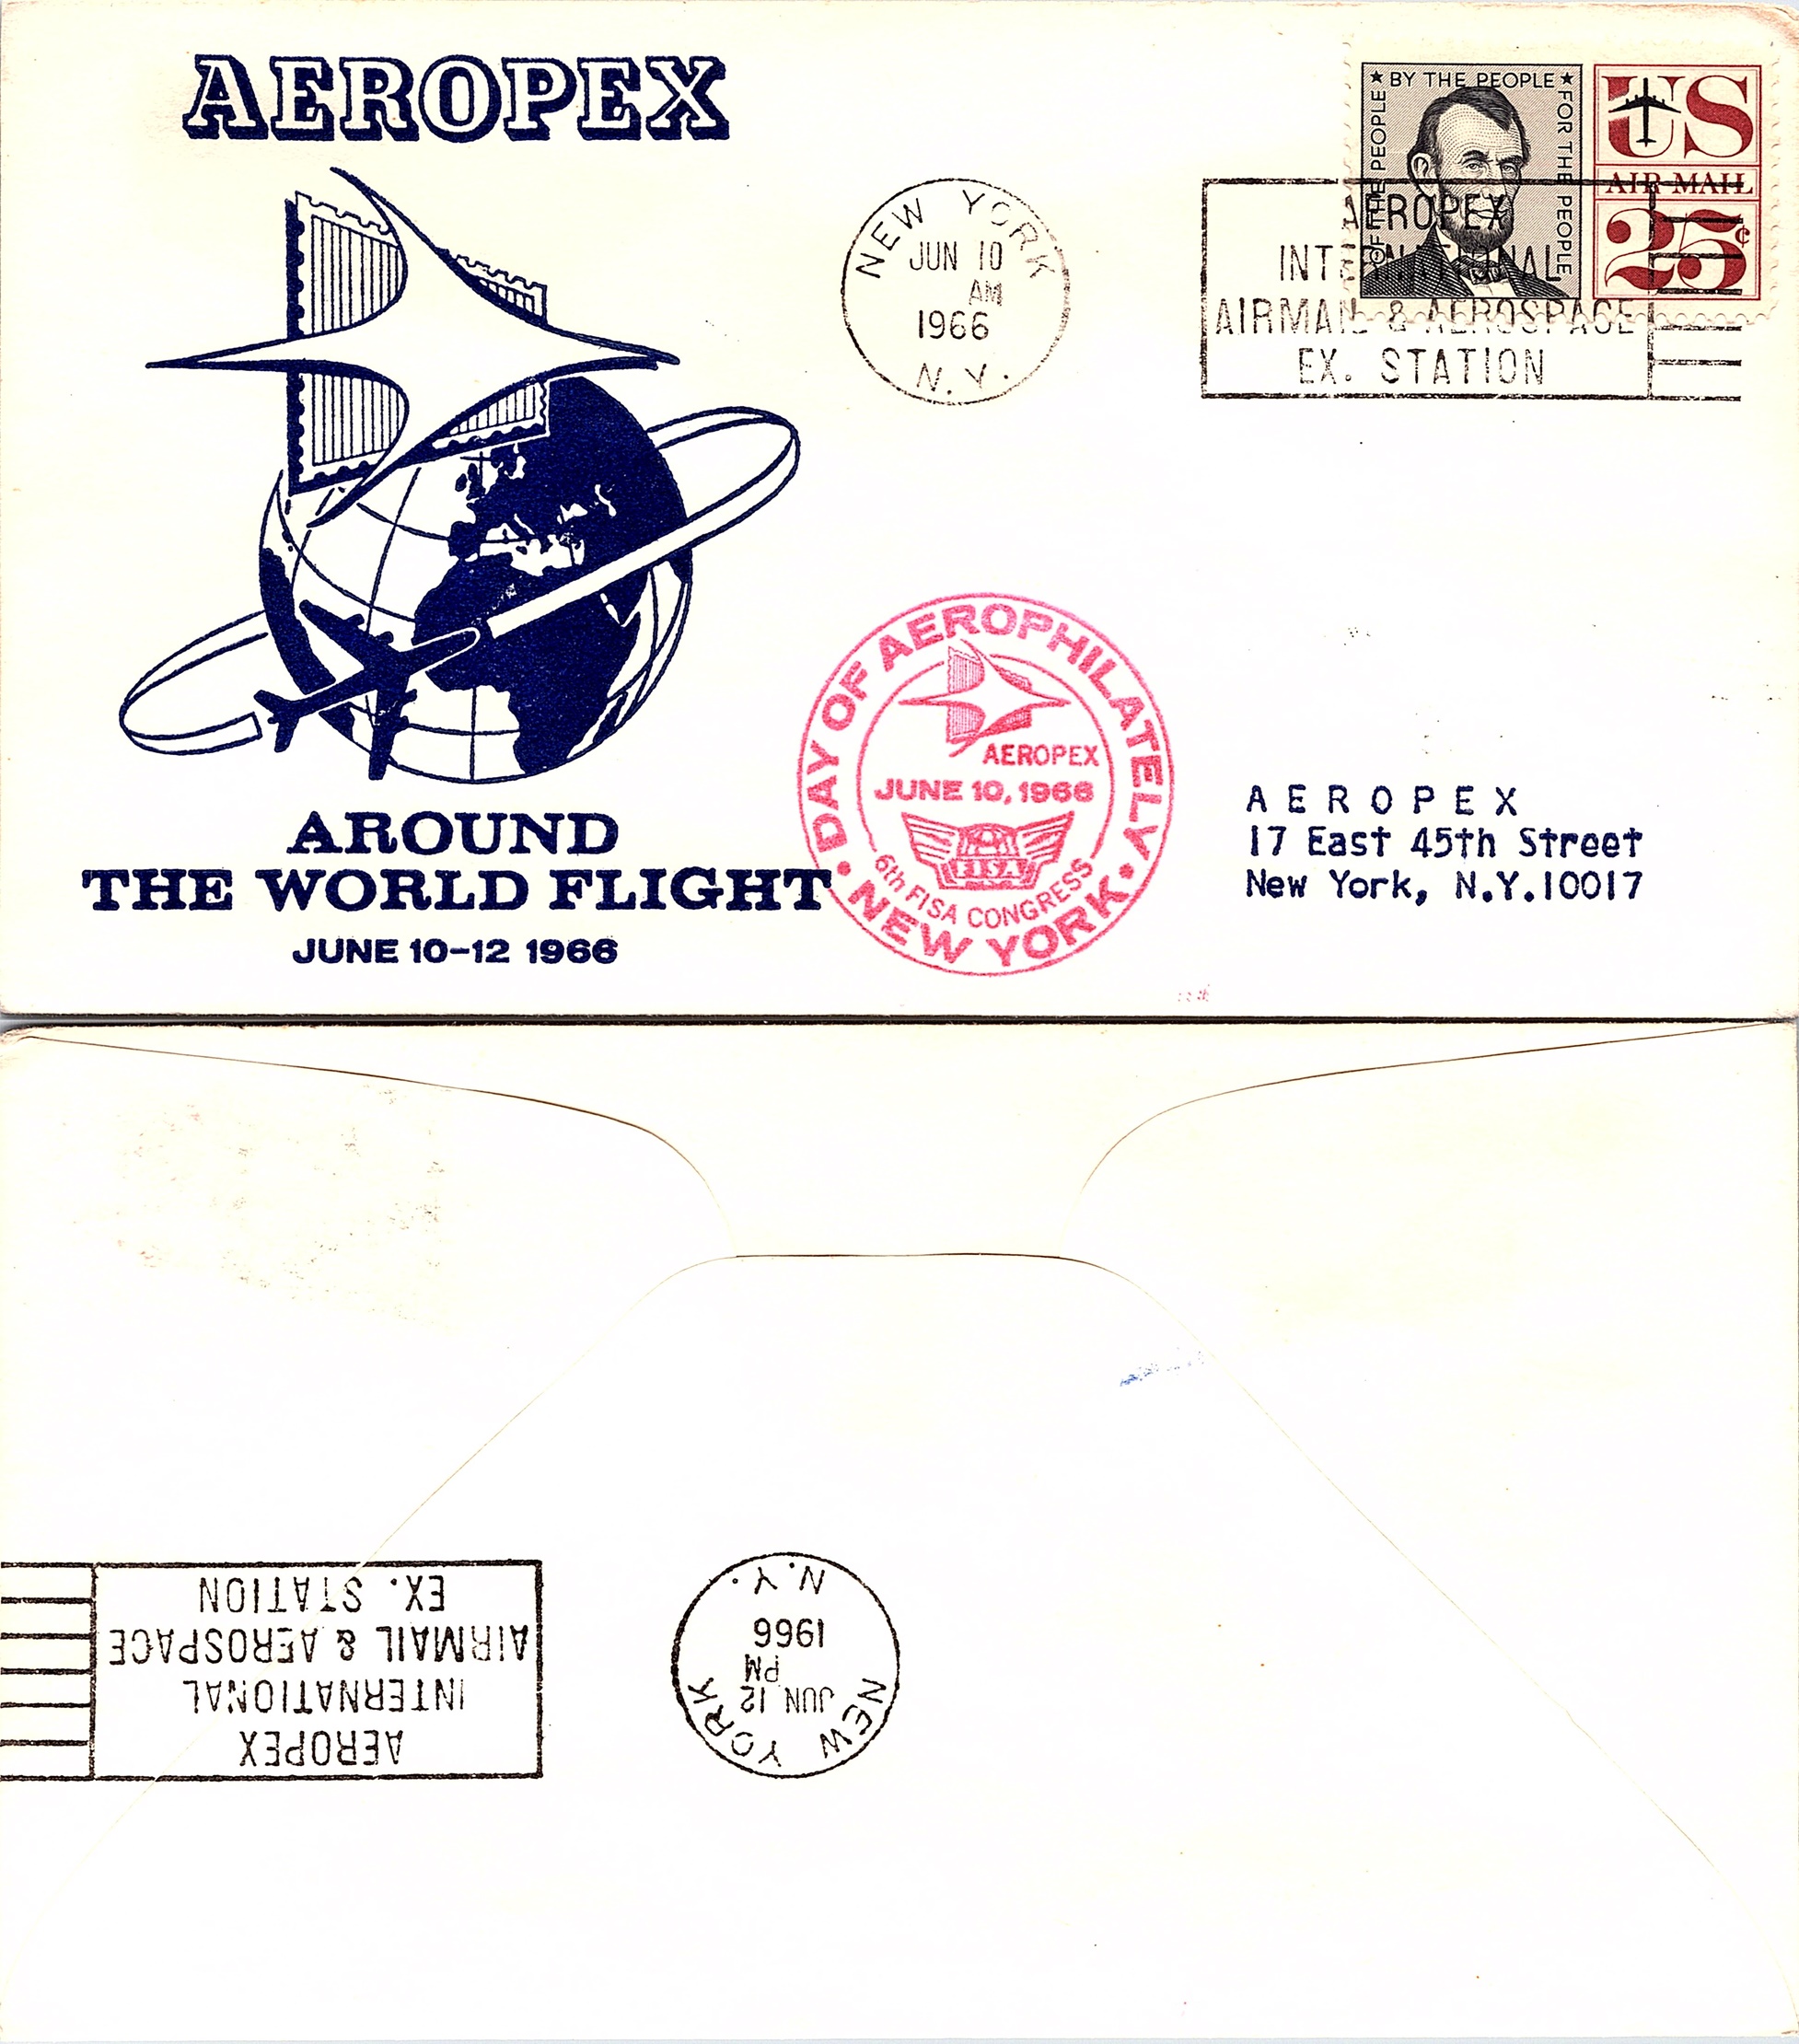 AEROPEX
NEW YORK
JUN 10
AM
1966
N.Y.
OF THE PEOPLE ★ BY THE PEOPLE ★ FOR THE PEOPLE
US
AIR MAIL
25¢
AEROPEX
INTERNATIONAL
AIRMAIL & AEROSPACE
EX. STATION
AROUND
THE WORLD FLIGHT
JUNE 10-12 1966
DAY OF AEROPHILATELY
AEROPEX
JUNE 10, 1966
FISA
6th FISA CONGRESS
• NEW YORK •
A E R O P E X
17 East 45th Street
New York, N.Y.10017
AEROPEX
INTERNATIONAL
AIRMAIL & AEROSPACE
EX. STATION
NEW YORK
JUN 12
PM
1966
N.Y.